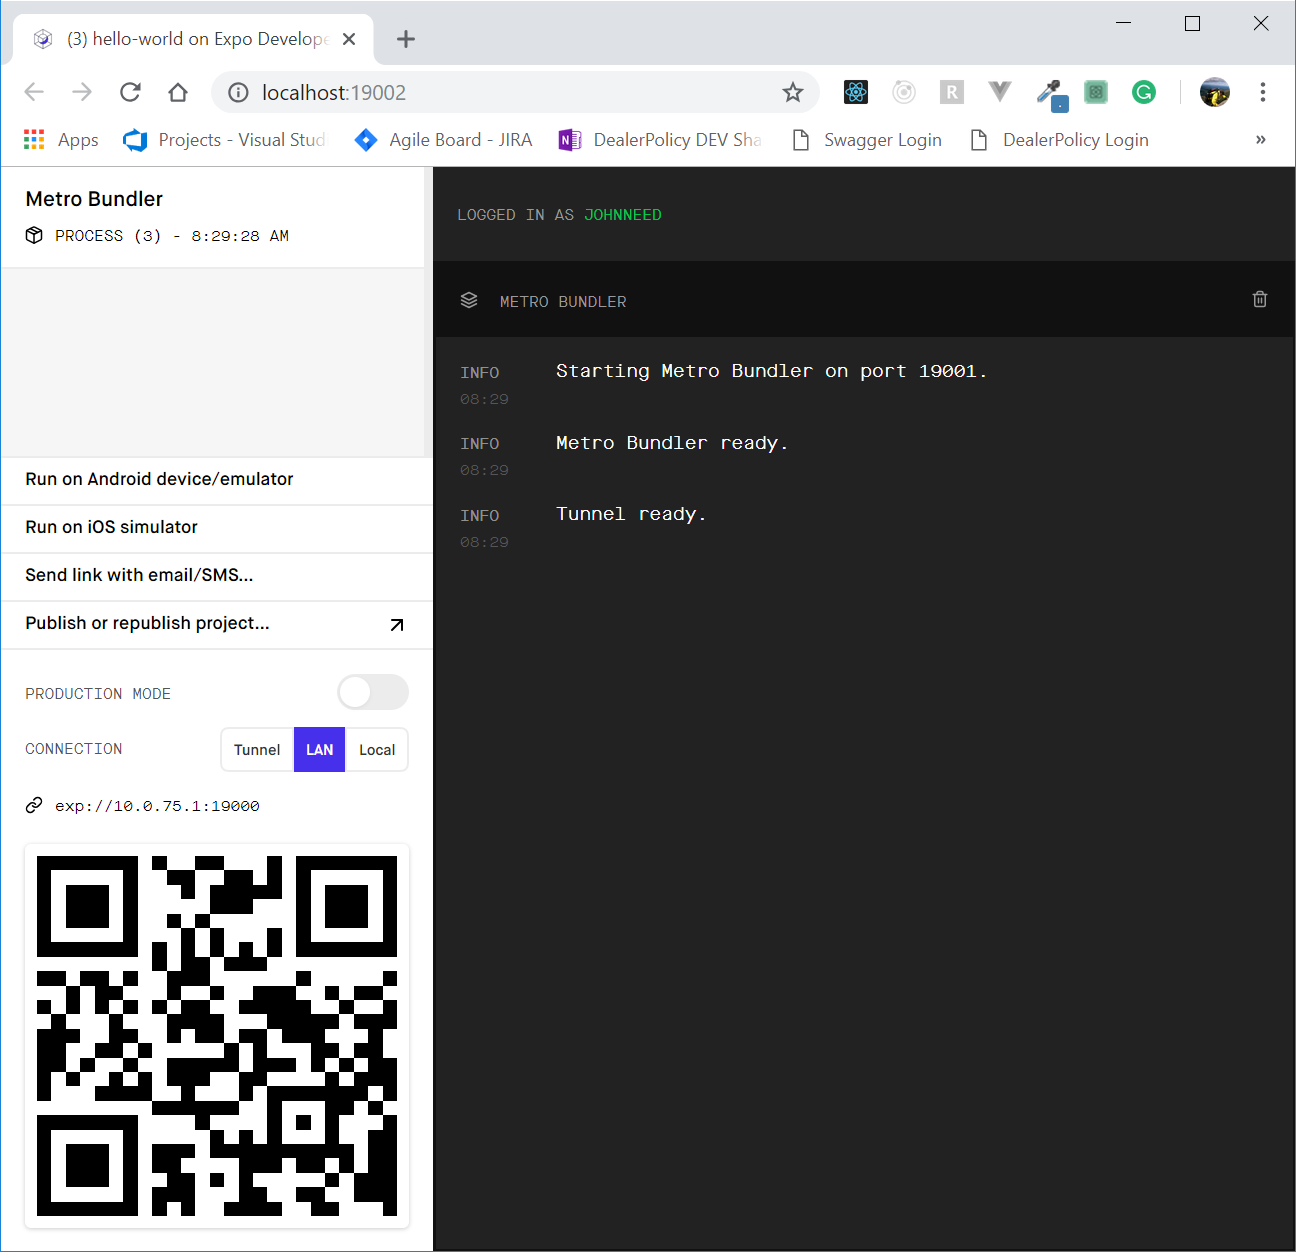 (3) hello-world on Expo Develope
localhost:19002
R
G
Apps
Projects - Visual Stud
Agile Board - JIRA
N
DealerPolicy DEV Sha
Swagger Login
DealerPolicy Login
»
Metro Bundler
PROCESS (3) - 8:29:28 AM
Run on Android device/emulator
Run on iOS simulator
Send link with email/SMS...
Publish or republish project...
PRODUCTION MODE
CONNECTION
Tunnel
LAN
Local
exp://10.0.75.1:19000
LOGGED IN AS JOHNNEED
METRO BUNDLER
INFO Starting Metro Bundler on port 19001.
08:29
INFO Metro Bundler ready.
08:29
INFO Tunnel ready.
08:29